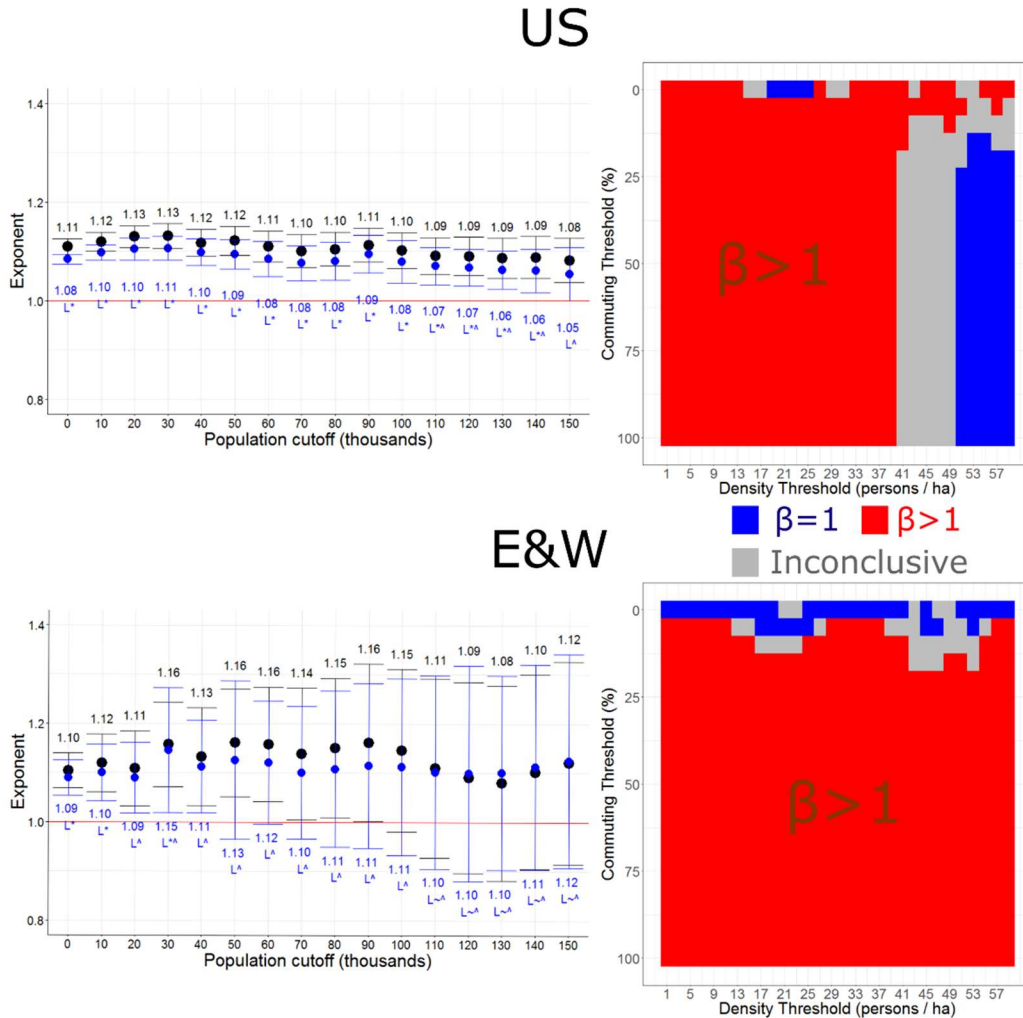 US
1.4
1.2
1.0
0.8
Exponent
1.11 1.12 1.13 1.13 1.12 1.12 1.11 1.10 1.10 1.11 1.10 1.09 1.09 1.09 1.09 1.08
1.08 1.10 1.10 1.11 1.10 1.09 1.08 1.08 1.08 1.09 1.08 1.07 1.07 1.06 1.06 1.05
L* L* L* L* L* L* L* L* L* L* L* L*^ L*^ L*^ L*^ L^
0 10 20 30 40 50 60 70 80 90 100 110 120 130 140 150
Population cutoff (thousands)
0
25
50
75
100
Commuting Threshold (%)
β>1
1 5 9 13 17 21 25 29 33 37 41 45 49 53 57
Density Threshold (persons / ha)
β=1 β>1
Inconclusive
E&W
1.4
1.2
1.0
0.8
Exponent
1.10 1.12 1.11 1.16 1.13 1.16 1.16 1.14 1.15 1.16 1.15 1.11 1.09 1.08 1.10 1.12
1.09 1.10 1.09 1.15 1.11 1.13 1.12 1.10 1.11 1.11 1.11 1.10 1.10 1.10 1.11 1.12
L* L* L^ L*^ L^ L^ L^ L^ L^ L^ L^ L~^ L~^ L~^ L~^ L~^
0 10 20 30 40 50 60 70 80 90 100 110 120 130 140 150
Population cutoff (thousands)
0
25
50
75
100
Commuting Threshold (%)
β>1
1 5 9 13 17 21 25 29 33 37 41 45 49 53 57
Density Threshold (persons / ha)